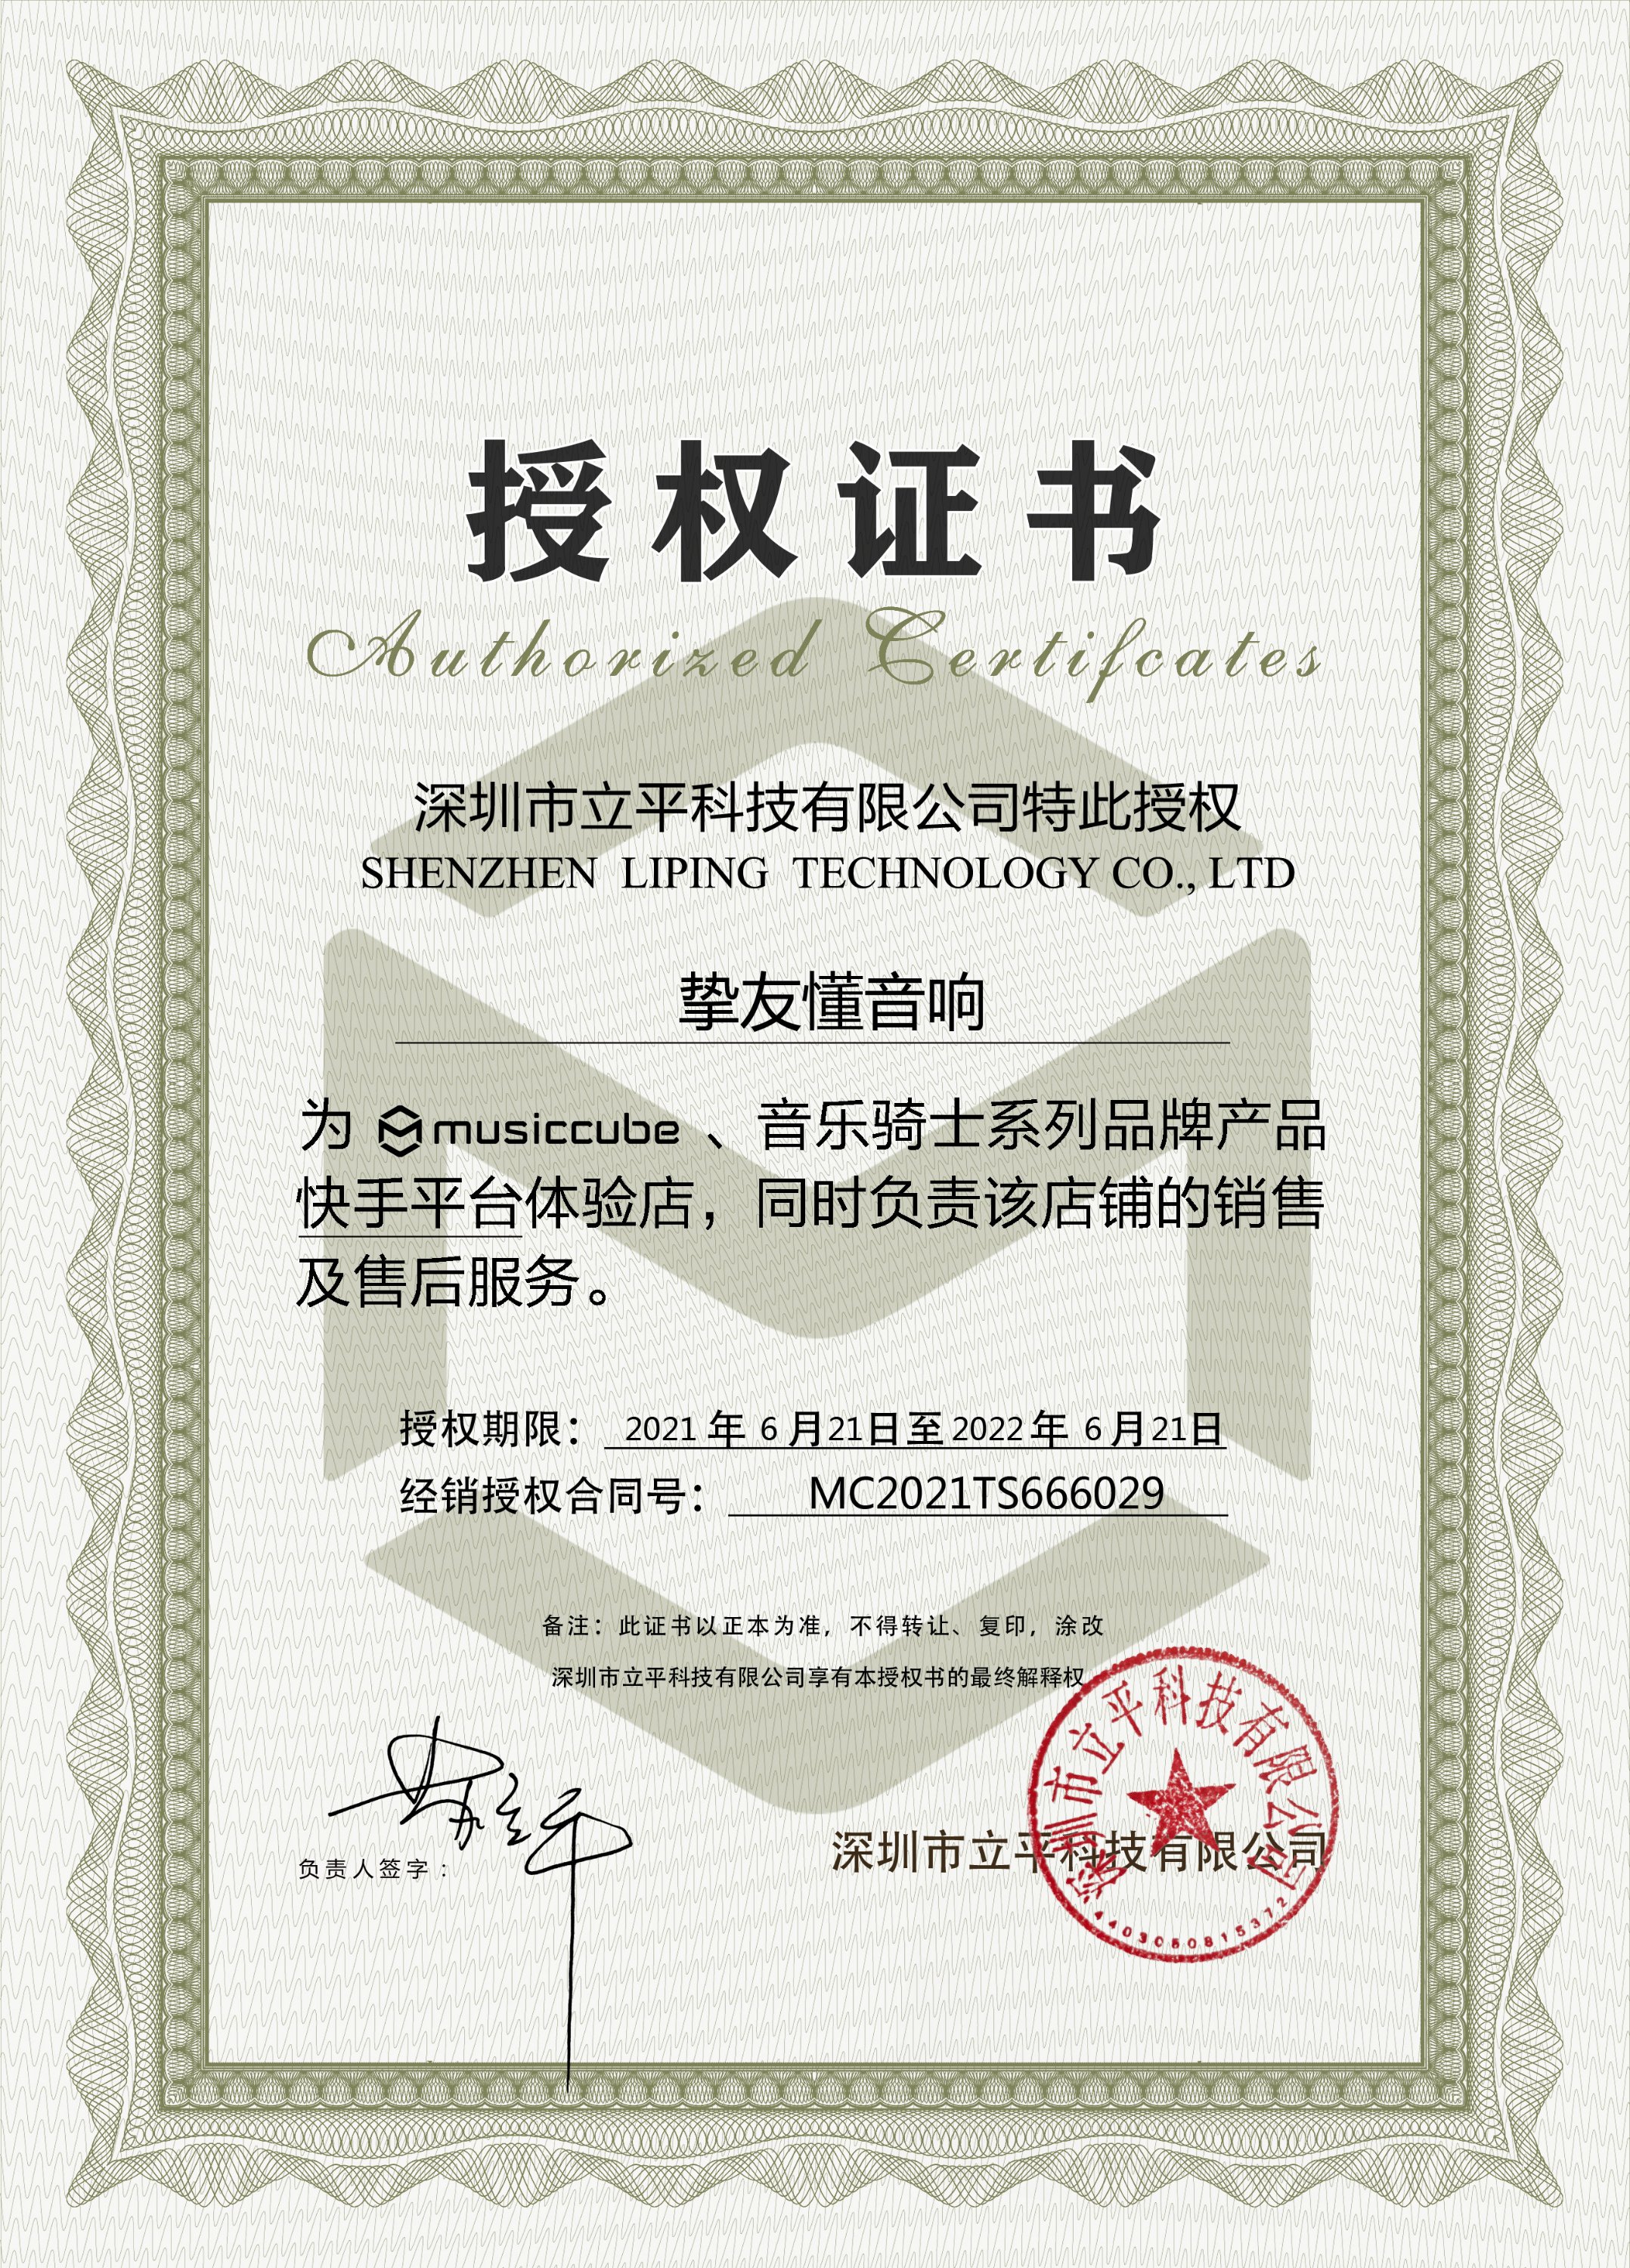 授权证书
Authorized Certifcates
深圳市立平科技有限公司特此授权
SHENZHEN LIPING TECHNOLOGY CO., LTD
挚友懂音响
为 musiccube 、音乐骑士系列品牌产品
快手平台体验店，同时负责该店铺的销售
及售后服务。
授权期限： 2021 年 6 月21日至 2022 年 6 月21日
经销授权合同号： MC2021TS666029
备注：此证书以正本为准，不得转让、复印，涂改
深圳市立平科技有限公司享有本授权书的最终解释权
负责人签字：
深圳市立平科技有限公司
深圳市立平科技有限公司